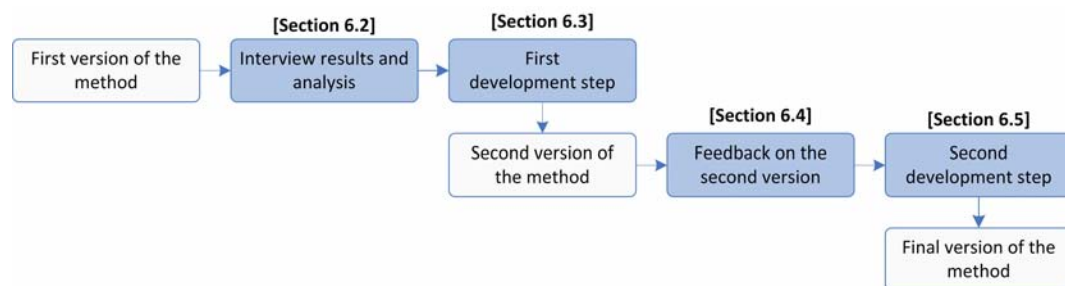 [Section 6.2]
[Section 6.3]
First version of the
method
Interview results and
analysis
First
development step
[Section 6.4]
[Section 6.5]
Second version of
the method
Feedback on the
second version
Second
development step
Final version of the
method